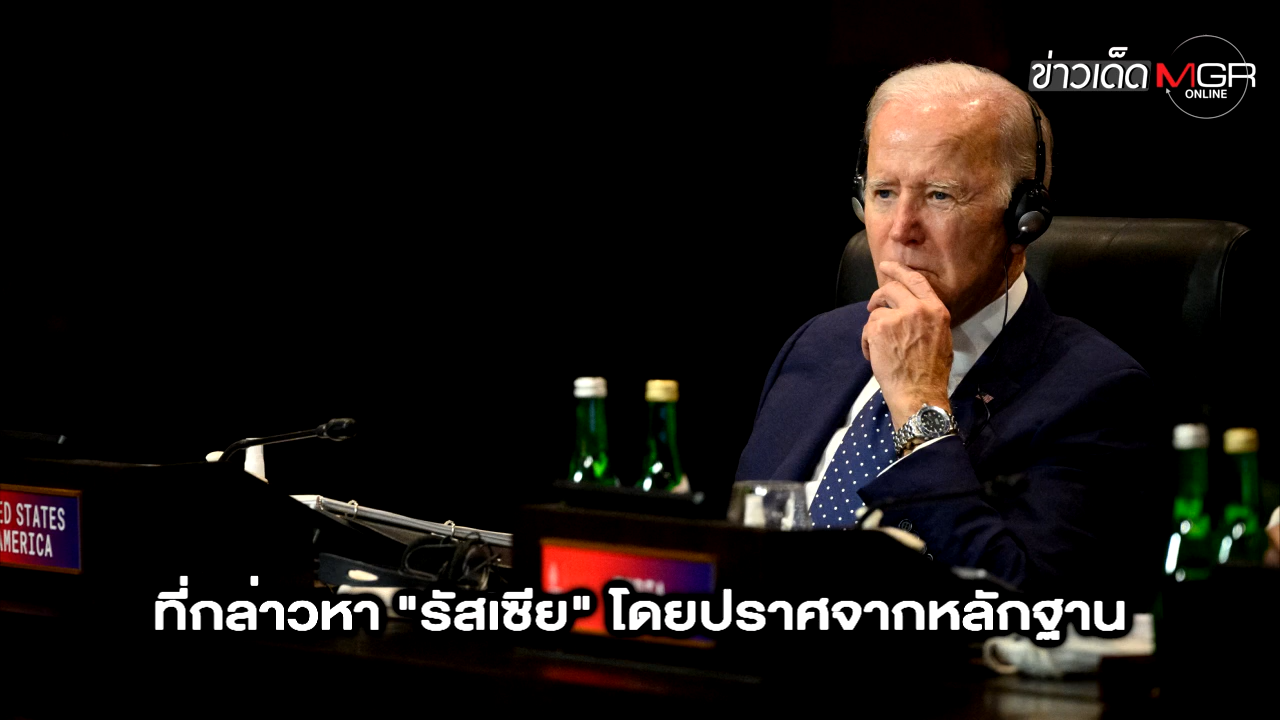 ข่าวเด็ด MGR
ONLINE
ED STATES
AMERICA
ที่กล่าวหา "รัสเซีย" โดยปราศจากหลักฐาน